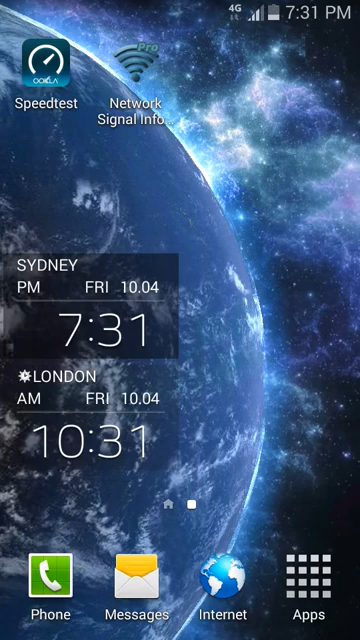 4G 7:31 PM
OOKLA
Pro
Speedtest
Network
Signal Info...
SYDNEY
PM FRI 10.04
7:31
LONDON
AM FRI 10.04
10:31
Phone
Messages
Internet
Apps